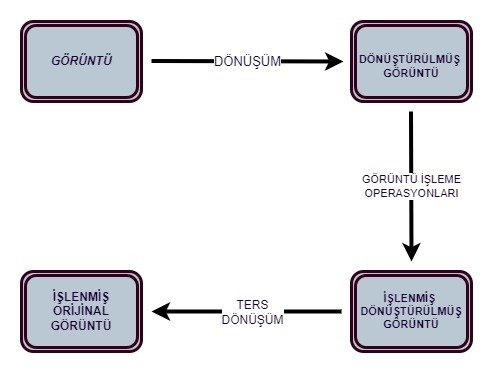 GÖRÜNTÜ
DÖNÜŞÜM
DÖNÜŞTÜRÜLMÜŞ
GÖRÜNTÜ
GÖRÜNTÜ İŞLEME
OPERASYONLARI
İŞLENMİŞ
DÖNÜŞTÜRÜLMÜŞ
GÖRÜNTÜ
TERS
DÖNÜŞÜM
İŞLENMİŞ
ORİJİNAL
GÖRÜNTÜ